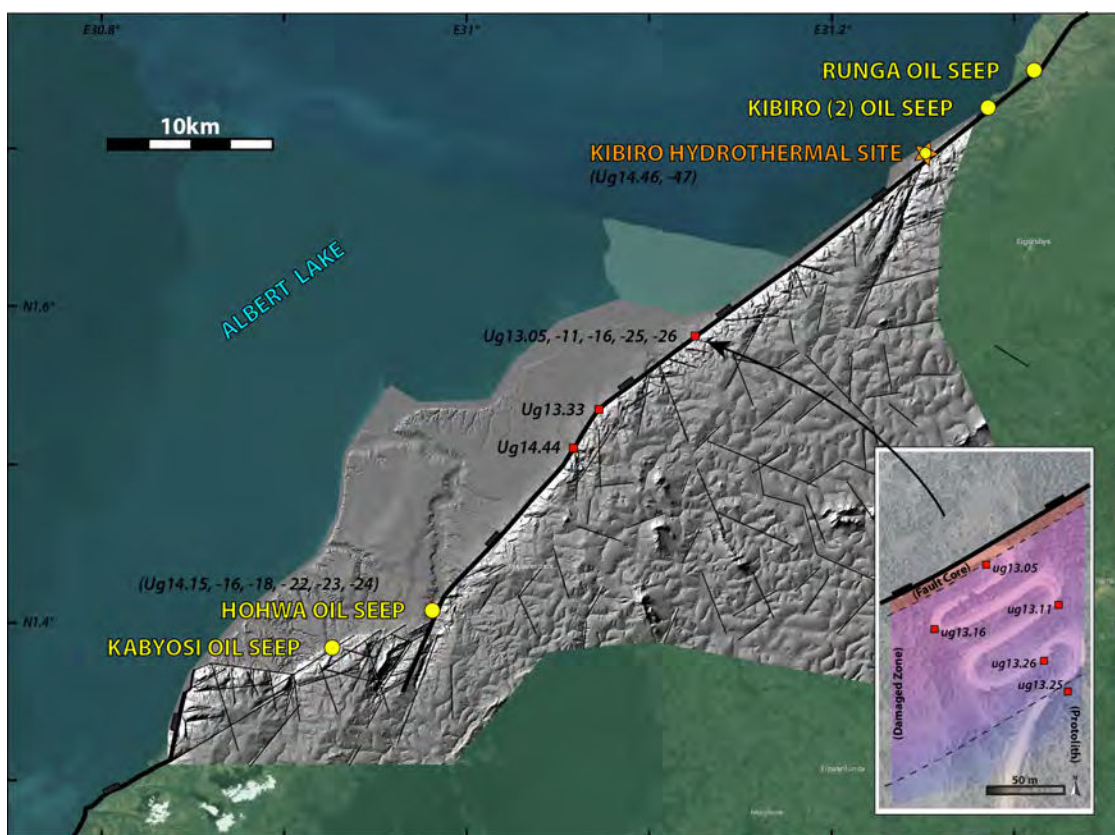 E30.8°
E31°
E31.2°
RUNGA OIL SEEP
KIBIRO (2) OIL SEEP
10km
KIBIRO HYDROTHERMAL SITE
(Ug14.46, -47)
ALBERT LAKE
N1.6°
Ug13.05, -11, -16, -25, -26
Ug13.33
Ug14.44
(Ug14.15, -16, -18, -22, -23, -24)
HOHWA OIL SEEP
N1.4°
KABYOSI OIL SEEP
(Fault Core)
ug13.05
ug13.11
ug13.16
ug13.26
ug13.25
(Damaged Zone)
(Protolith)
50 m